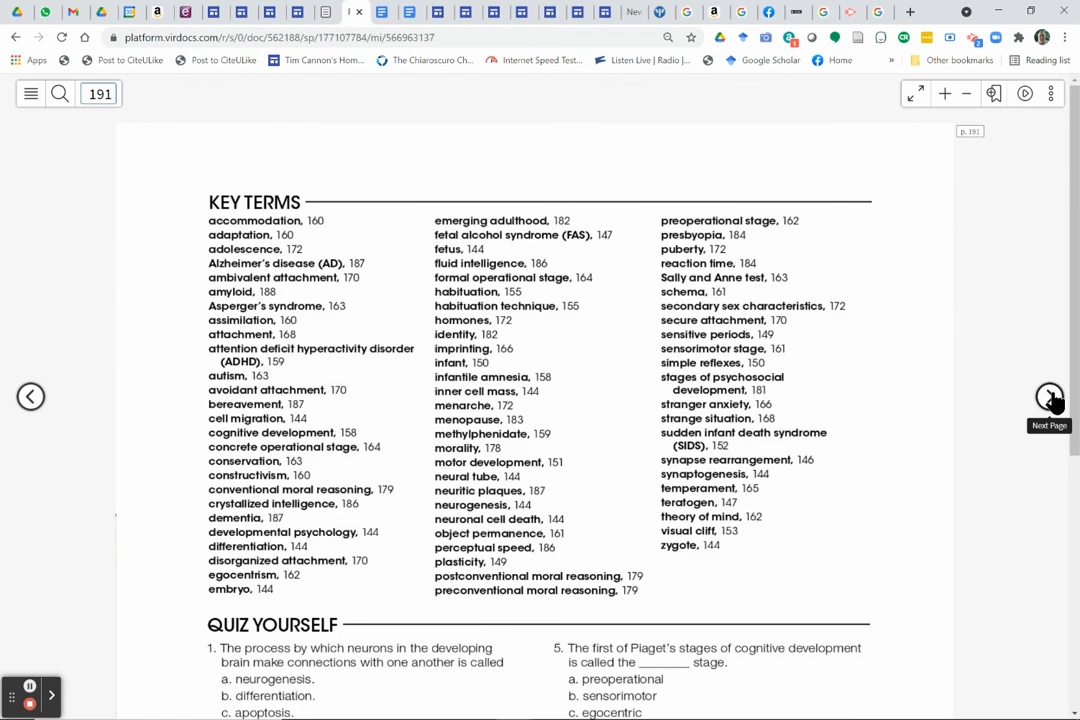 New
platform.virdocs.com/r/s/0/doc/562188/sp/177107784/mi/566963137
Apps
Post to CiteULike
Post to CiteULike
Tim Cannon's Hom...
The Chiaroscuro Ch...
Internet Speed Test...
Listen Live | Radio |...
Google Scholar
Home
»
Other bookmarks
Reading list
191
p. 191
KEY TERMS
accommodation, 160
adaptation, 160
adolescence, 172
Alzheimer's disease (AD), 187
ambivalent attachment, 170
amyloid, 188
Asperger's syndrome, 163
assimilation, 160
attachment, 168
attention deficit hyperactivity disorder
(ADHD), 159
autism, 163
avoidant attachment, 170
bereavement, 187
cell migration, 144
cognitive development, 158
concrete operational stage, 164
conservation, 163
constructivism, 160
conventional moral reasoning, 179
crystallized intelligence, 186
dementia, 187
developmental psychology, 144
differentiation, 144
disorganized attachment, 170
egocentrism, 162
embryo, 144
emerging adulthood, 182
fetal alcohol syndrome (FAS), 147
fetus, 144
fluid intelligence, 186
formal operational stage, 164
habituation, 155
habituation technique, 155
hormones, 172
identity, 182
imprinting, 166
infant, 150
infantile amnesia, 158
inner cell mass, 144
menarche, 172
menopause, 183
methylphenidate, 159
morality, 178
motor development, 151
neural tube, 144
neuritic plaques, 187
neurogenesis, 144
neuronal cell death, 144
object permanence, 161
perceptual speed, 186
plasticity, 149
postconventional moral reasoning, 179
preconventional moral reasoning, 179
preoperational stage, 162
presbyopia, 184
puberty, 172
reaction time, 184
Sally and Anne test, 163
schema, 161
secondary sex characteristics, 172
secure attachment, 170
sensitive periods, 149
sensorimotor stage, 161
simple reflexes, 150
stages of psychosocial
development, 181
stranger anxiety, 166
strange situation, 168
sudden infant death syndrome
(SIDS), 152
synapse rearrangement, 146
synaptogenesis, 144
temperament, 165
teratogen, 147
theory of mind, 162
visual cliff, 153
zygote, 144
Next Page
QUIZ YOURSELF
1. The process by which neurons in the developing
brain make connections with one another is called
a. neurogenesis.
b. differentiation.
c. apoptosis.
5. The first of Piaget's stages of cognitive development
is called the ________ stage.
a. preoperational
b. sensorimotor
c. egocentric